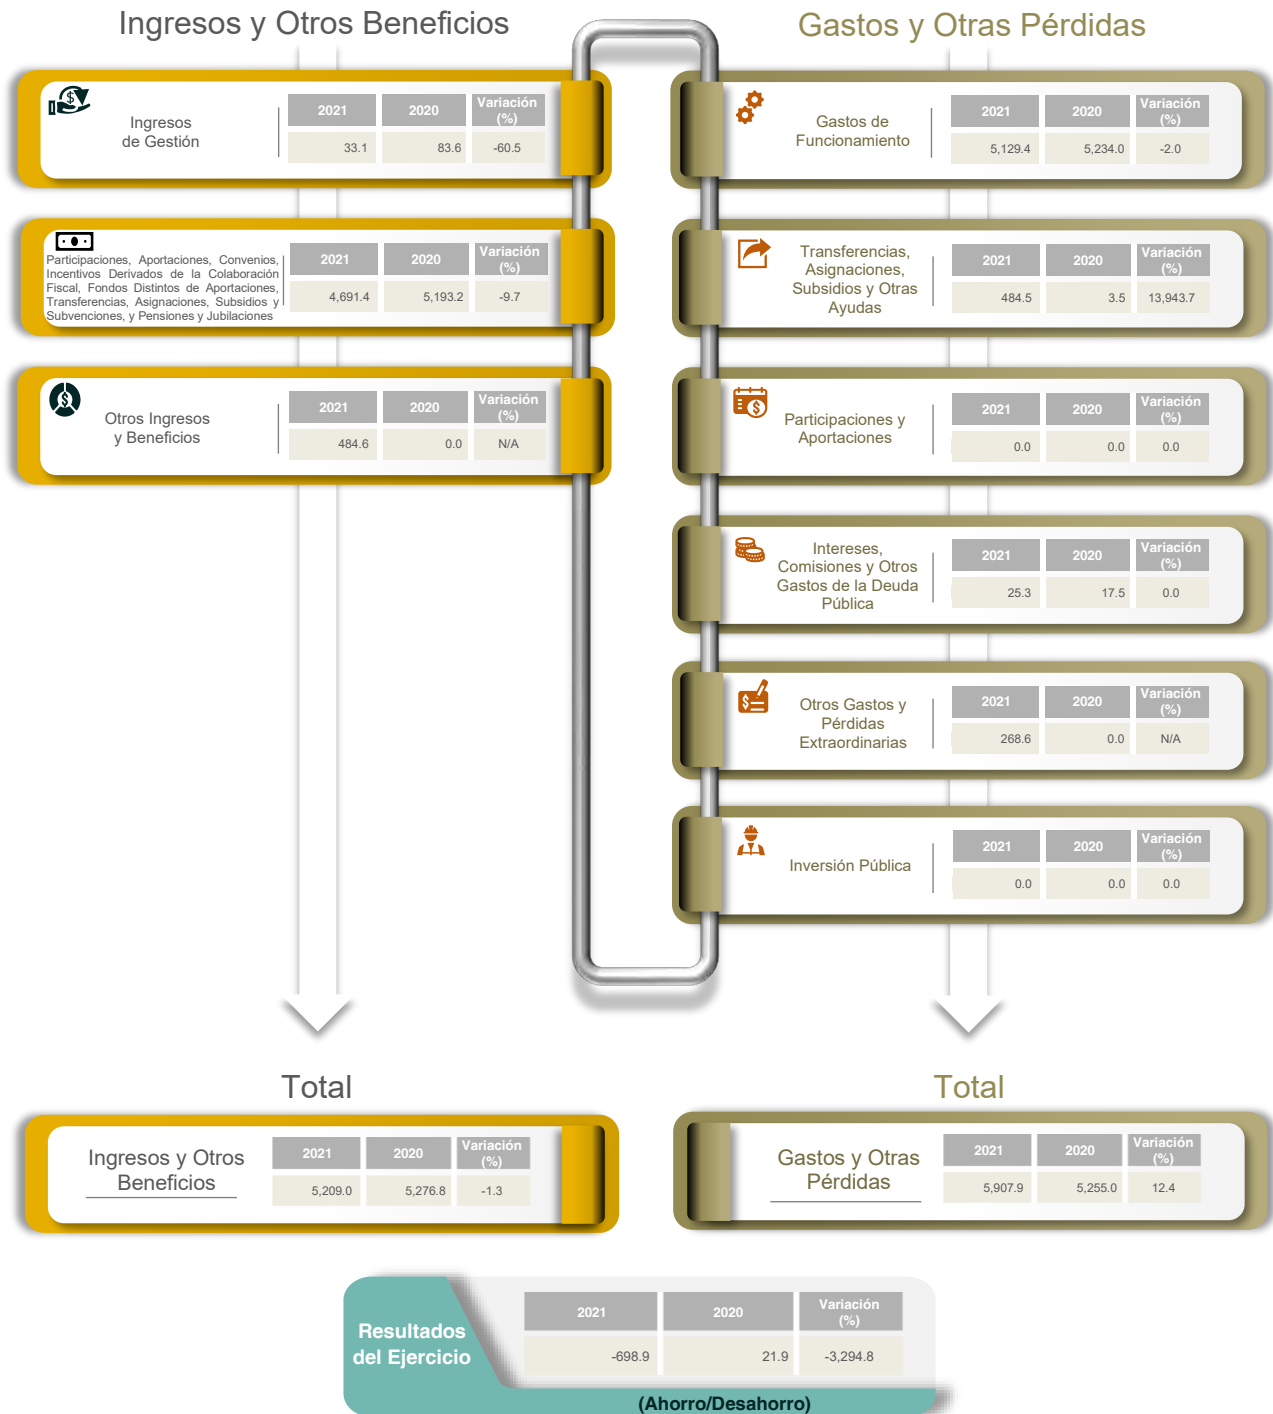 Ingresos y Otros Beneficios
Ingresos
de Gestión
2021 2020 Variación
(%)
33.1 83.6 -60.5
Participaciones, Aportaciones, Convenios,
Incentivos Derivados de la Colaboración
Fiscal, Fondos Distintos de Aportaciones,
Transferencias, Asignaciones, Subsidios y
Subvenciones, y Pensiones y Jubilaciones
2021 2020 Variación
(%)
4,691.4 5,193.2 -9.7
Otros Ingresos
y Beneficios
2021 2020 Variación
(%)
484.6 0.0 N/A
Gastos y Otras Pérdidas
Gastos de
Funcionamiento
2021 2020 Variación
(%)
5,129.4 5,234.0 -2.0
Transferencias,
Asignaciones,
Subsidios y Otras
Ayudas
2021 2020 Variación
(%)
484.5 3.5 13,943.7
Participaciones y
Aportaciones
2021 2020 Variación
(%)
0.0 0.0 0.0
Intereses,
Comisiones y Otros
Gastos de la Deuda
Pública
2021 2020 Variación
(%)
25.3 17.5 0.0
Otros Gastos y
Pérdidas
Extraordinarias
2021 2020 Variación
(%)
268.6 0.0 N/A
Inversión Pública
2021 2020 Variación
(%)
0.0 0.0 0.0
Total
Ingresos y Otros
Beneficios
2021 2020 Variación
(%)
5,209.0 5,276.8 -1.3
Total
Gastos y Otras
Pérdidas
2021 2020 Variación
(%)
5,907.9 5,255.0 12.4
Resultados
del Ejercicio
2021 2020 Variación
(%)
-698.9 21.9 -3,294.8
(Ahorro/Desahorro)